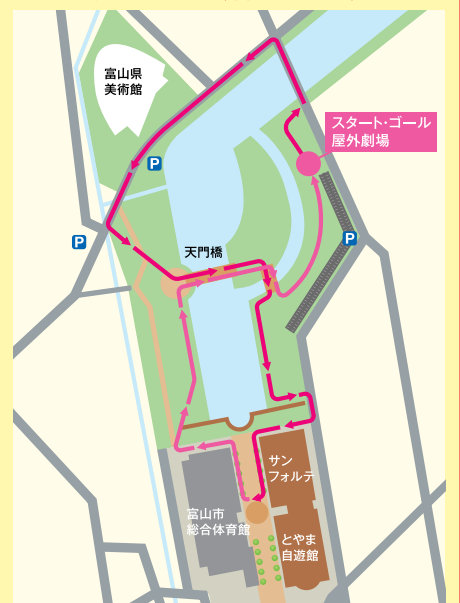 富山県
美術館
スタート・ゴール
屋外劇場
P
P
P
天門橋
サン
フォルテ
富山市
総合体育館
とやま
自遊館